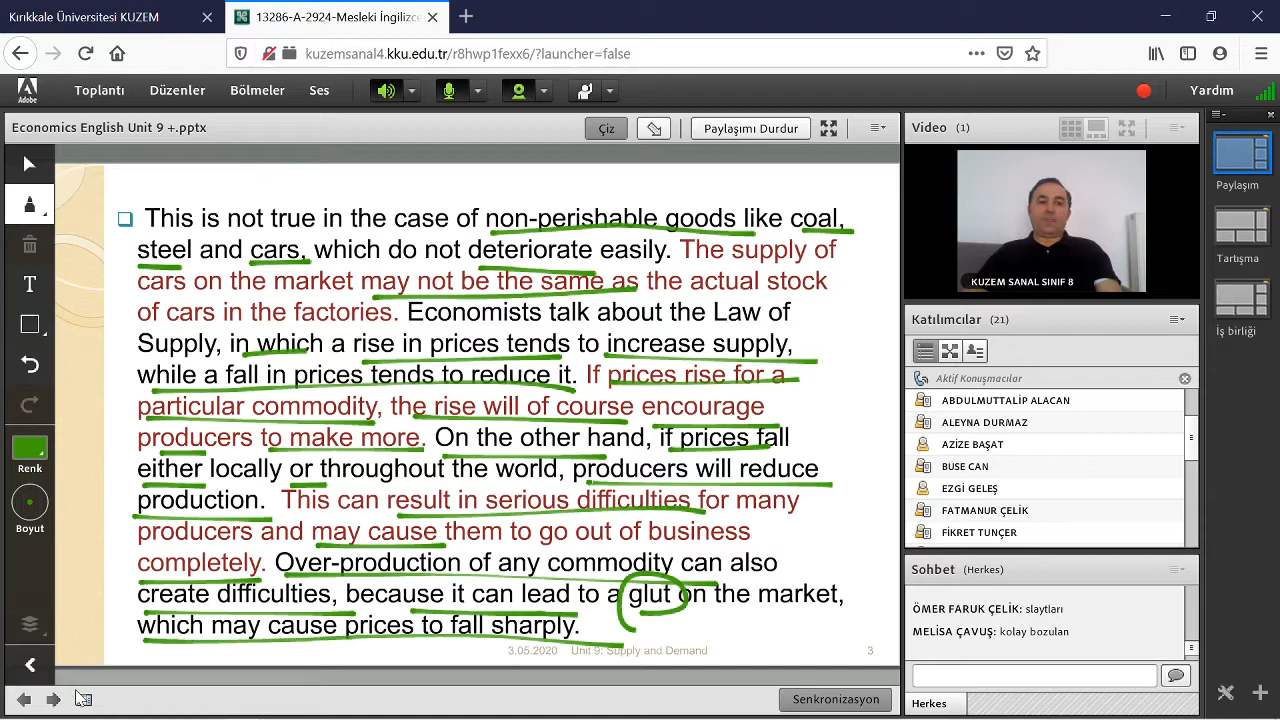 Kırıkkale Üniversitesi KUZEM
13286-A-2924-Mesleki İngilizce
kuzemsanal4.kku.edu.tr/r8hwp1fexx6/?launcher=false
Adobe
Toplantı
Düzenler
Bölmeler
Ses
Yardım
Economics English Unit 9 +.pptx
Çiz
Paylaşımı Durdur
This is not true in the case of non-perishable goods like coal,
steel and cars, which do not deteriorate easily. The supply of
cars on the market may not be the same as the actual stock
of cars in the factories. Economists talk about the Law of
Supply, in which a rise in prices tends to increase supply,
while a fall in prices tends to reduce it. If prices rise for a
particular commodity, the rise will of course encourage
producers to make more. On the other hand, if prices fall
either locally or throughout the world, producers will reduce
production. This can result in serious difficulties for many
producers and may cause them to go out of business
completely. Over-production of any commodity can also
create difficulties, because it can lead to a glut on the market,
which may cause prices to fall sharply.
3.05.2020 Unit 9: Supply and Demand 3
T
Renk
Boyut
Senkronizasyon
Video (1)
KUZEM SANAL SINIF 8
Katılımcılar (21)
Aktif Konuşmacılar
ABDULMUTTALİP ALACAN
ALEYNA DURMAZ
AZİZE BAŞAT
BUSE CAN
EZGİ GELEŞ
FATMANUR ÇELİK
FİKRET TUNÇER
Sohbet (Herkes)
ÖMER FARUK ÇELİK: slaytları
MELİSA ÇAVUŞ: kolay bozulan
Herkes
Paylaşım
Tartışma
İş birliği